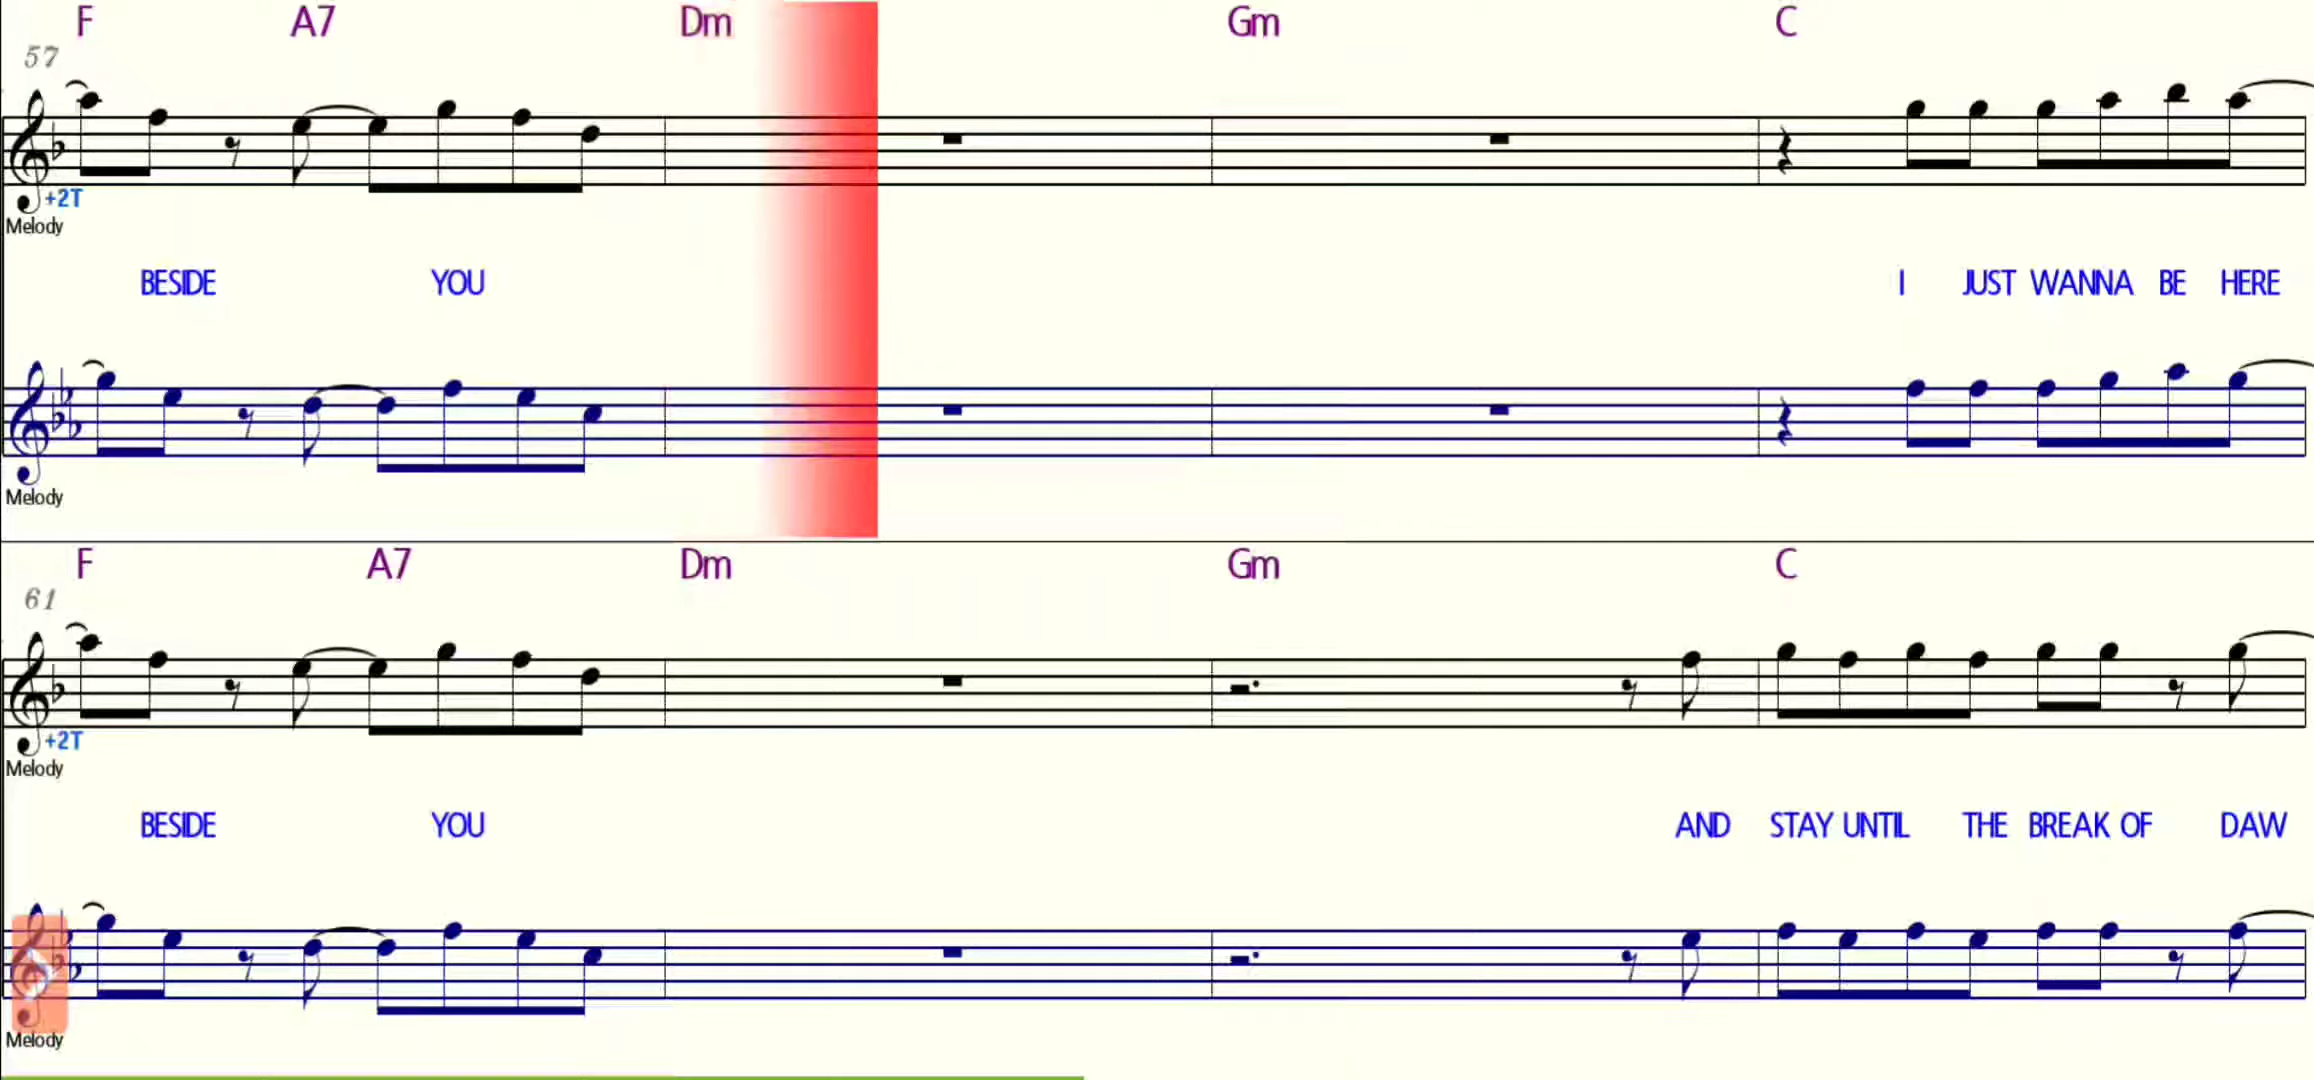 F A7 Dm Gm C
57
+2T
Melody
BESIDE YOU I JUST WANNA BE HERE
Melody
F A7 Dm Gm C
61
+2T
Melody
BESIDE YOU AND STAY UNTIL THE BREAK OF DAW
Melody